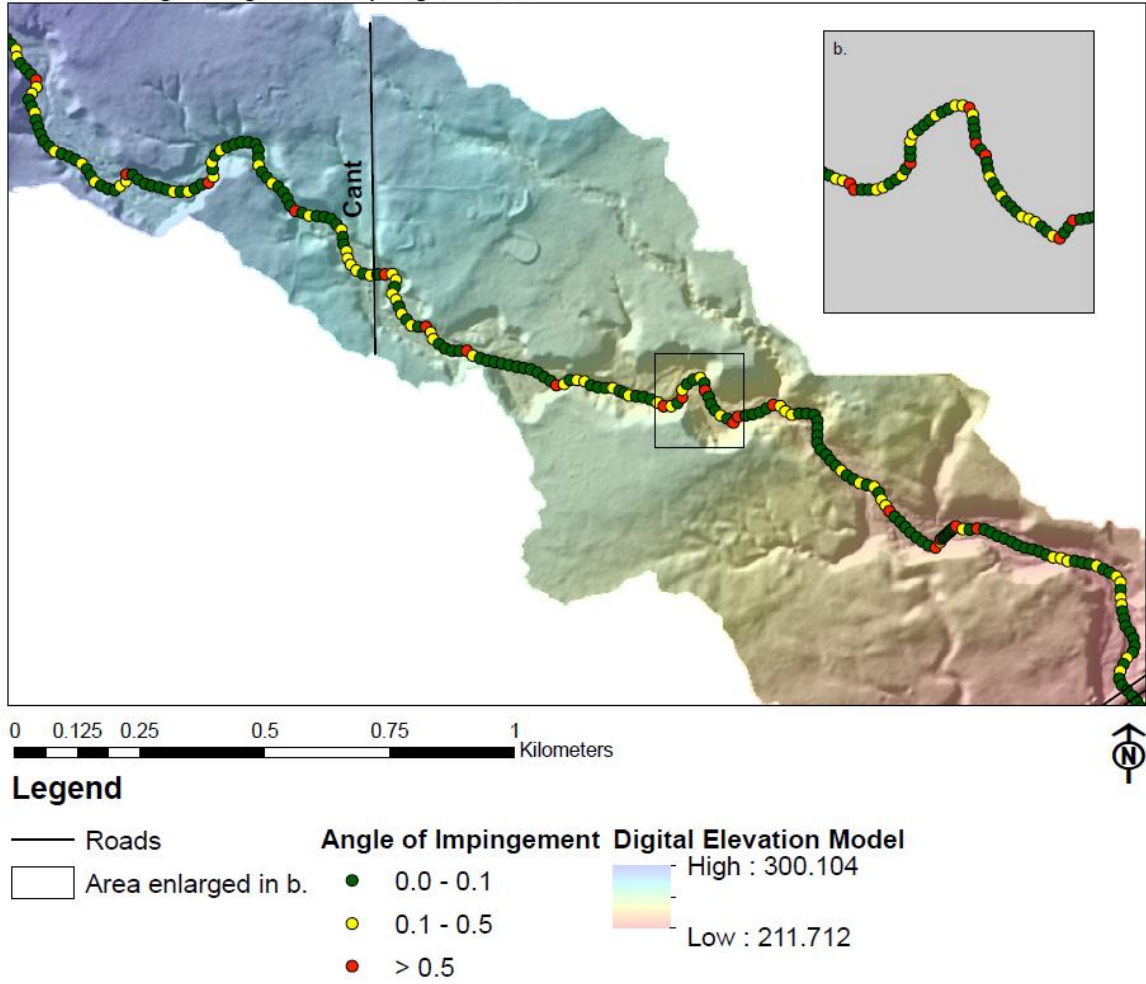 b.
Cant
0 0.125 0.25 0.5 0.75 1
Kilometers
N
Legend
Roads
Area enlarged in b.
Angle of Impingement
0.0 - 0.1
0.1 - 0.5
> 0.5
Digital Elevation Model
High : 300.104
Low : 211.712